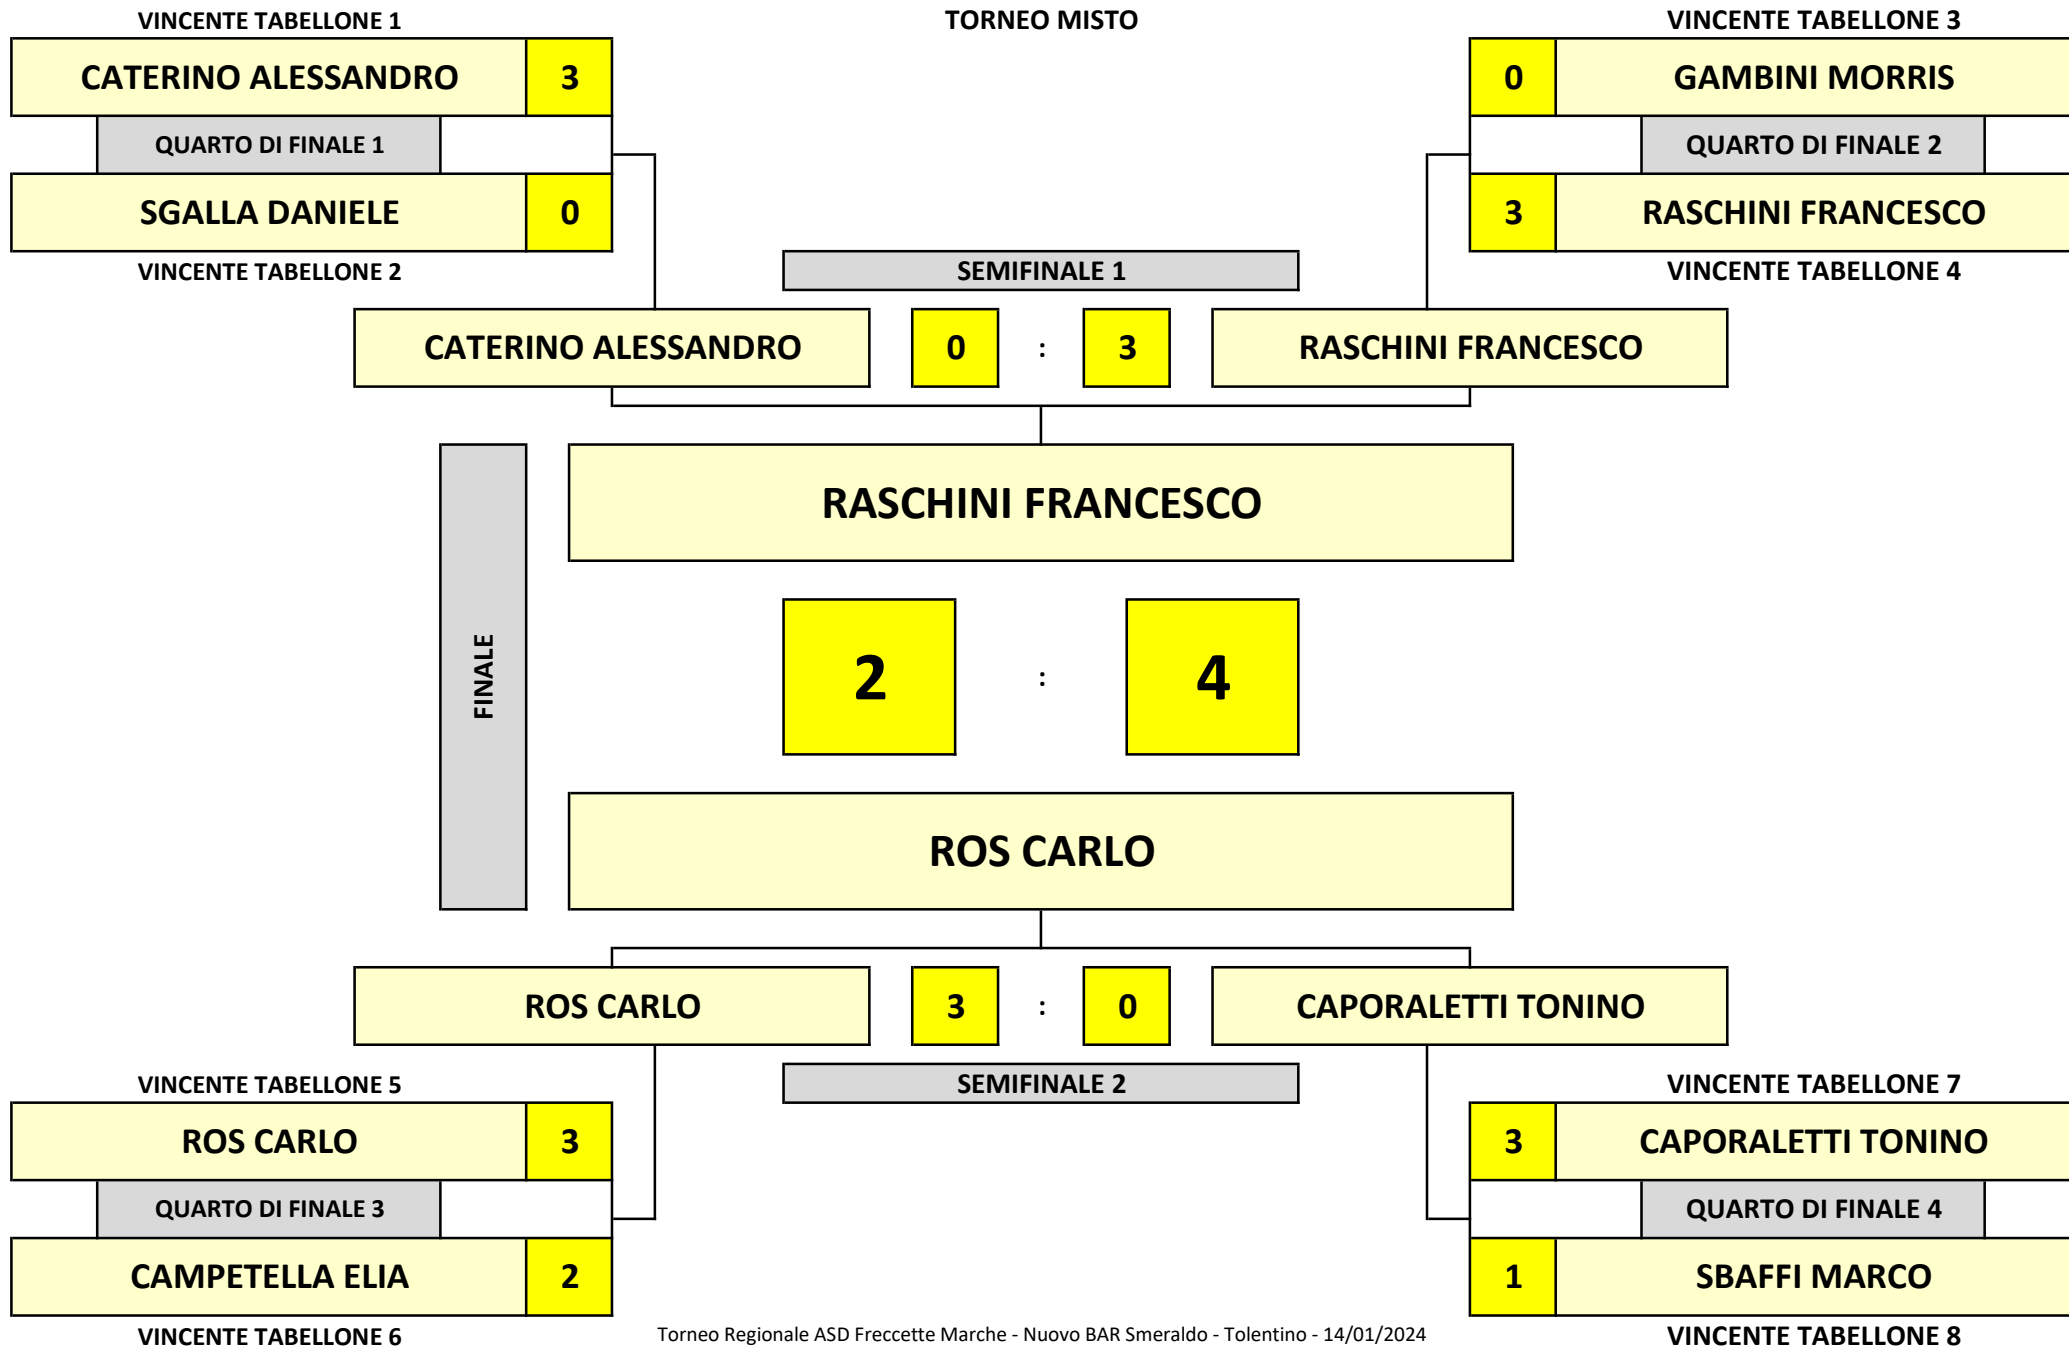 VINCENTE TABELLONE 1
TORNEO MISTO
VINCENTE TABELLONE 3
CATERINO ALESSANDRO 3
0 GAMBINI MORRIS
QUARTO DI FINALE 1
QUARTO DI FINALE 2
SGALLA DANIELE 0
3 RASCHINI FRANCESCO
VINCENTE TABELLONE 2
SEMIFINALE 1
VINCENTE TABELLONE 4
CATERINO ALESSANDRO 0 : 3 RASCHINI FRANCESCO
RASCHINI FRANCESCO
FINALE
2 : 4
ROS CARLO
ROS CARLO 3 : 0 CAPORALETTI TONINO
VINCENTE TABELLONE 5
SEMIFINALE 2
VINCENTE TABELLONE 7
ROS CARLO 3
3 CAPORALETTI TONINO
QUARTO DI FINALE 3
QUARTO DI FINALE 4
CAMPETELLA ELIA 2
1 SBAFFI MARCO
VINCENTE TABELLONE 6
Torneo Regionale ASD Freccette Marche - Nuovo BAR Smeraldo - Tolentino - 14/01/2024
VINCENTE TABELLONE 8